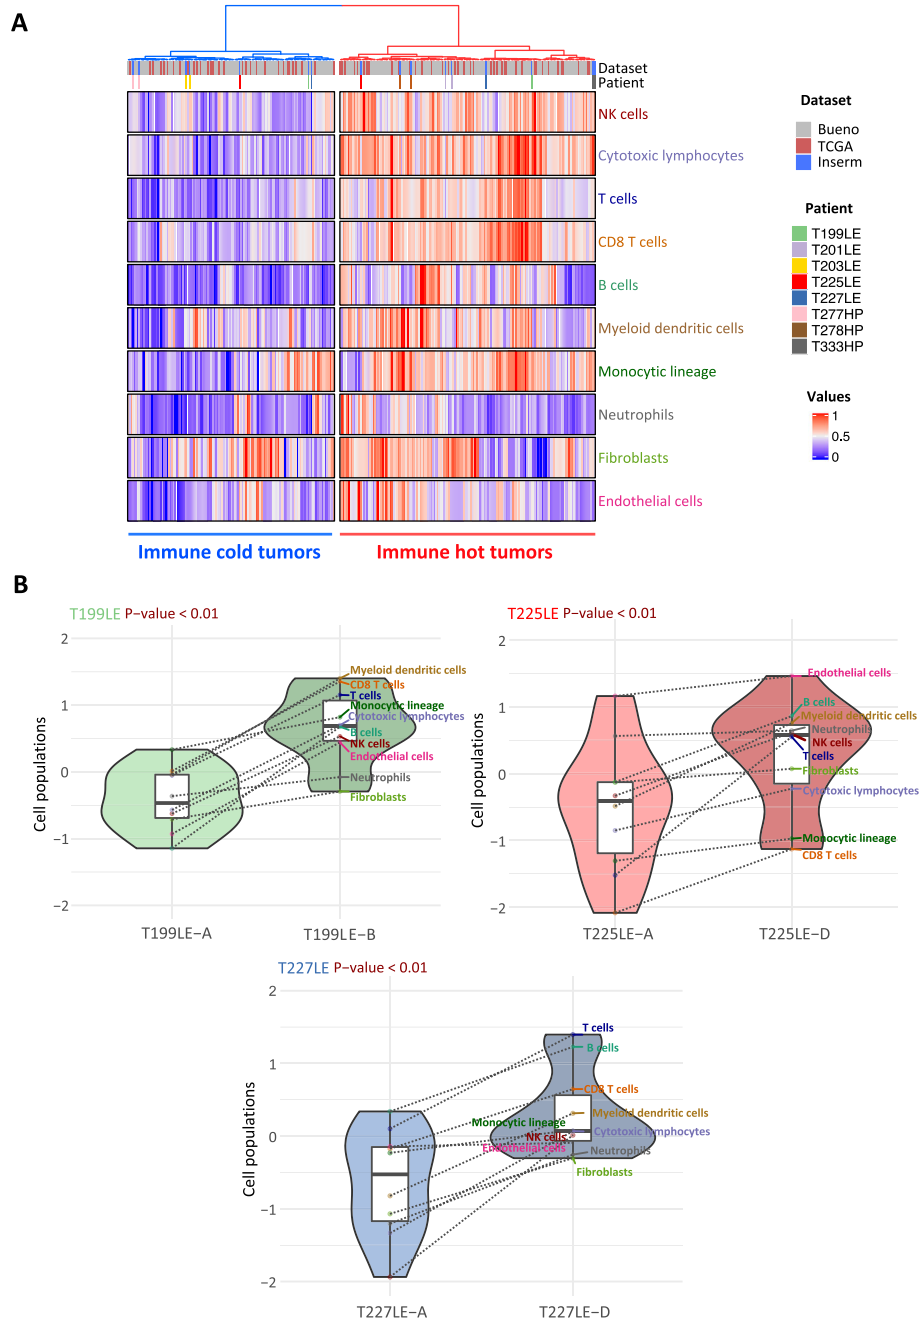 A
Dataset
Patient
NK cells
Cytotoxic lymphocytes
T cells
CD8 T cells
B cells
Myeloid dendritic cells
Monocytic lineage
Neutrophils
Fibroblasts
Endothelial cells
Immune cold tumors
Immune hot tumors
Dataset
Bueno
TCGA
Inserm
Patient
T199LE
T201LE
T203LE
T225LE
T227LE
T277HP
T278HP
T333HP
Values
1
0.5
0
B
T199LE P−value < 0.01
Cell populations
2
1
0
−1
−2
Myeloid dendritic cells
CD8 T cells
T cells
Monocytic lineage
Cytotoxic lymphocytes
B cells
NK cells
Endothelial cells
Neutrophils
Fibroblasts
T199LE−A
T199LE−B
T225LE P−value < 0.01
Cell populations
2
1
0
−1
−2
Endothelial cells
B cells
Myeloid dendritic cells
Neutrophils
NK cells
T cells
Fibroblasts
Cytotoxic lymphocytes
Monocytic lineage
CD8 T cells
T225LE−A
T225LE−D
T227LE P−value < 0.01
Cell populations
2
1
0
−1
−2
T cells
B cells
CD8 T cells
Myeloid dendritic cells
Monocytic lineage
Cytotoxic lymphocytes
NK cells
Endothelial cells
Neutrophils
Fibroblasts
T227LE−A
T227LE−D